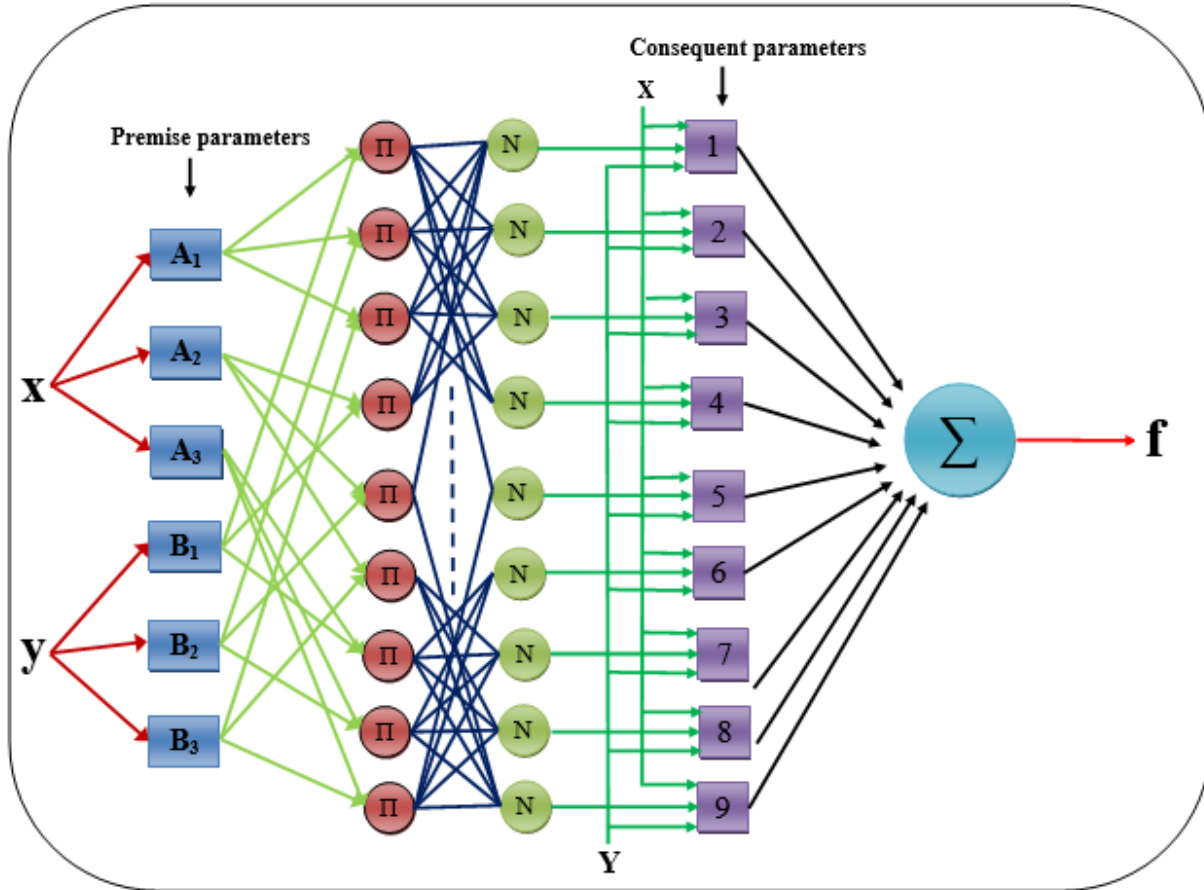 Consequent parameters
X
Premise parameters
Π N 1
Π N 2
A₁
Π N 3
A₂
x
Π N 4
A₃
∑ f
Π N 5
B₁
Π N 6
B₂
y
Π N 7
B₃
Π N 8
Π N 9
Y